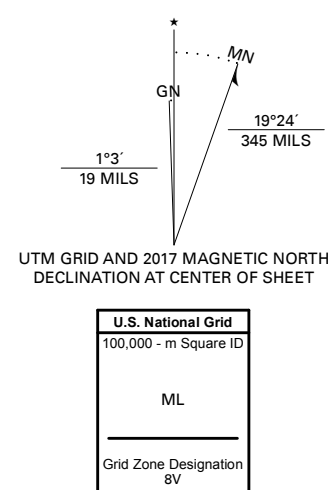 ★
MN
GN
19°24´
345 MILS
1°3´
19 MILS
UTM GRID AND 2017 MAGNETIC NORTH
DECLINATION AT CENTER OF SHEET
U.S. National Grid
100,000 - m Square ID
ML
Grid Zone Designation
8V